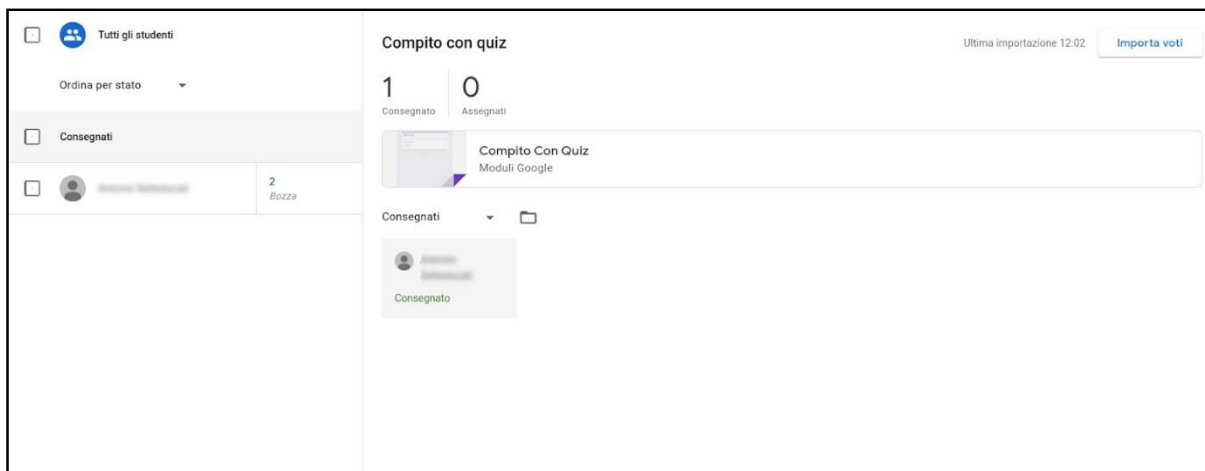 Tutti gli studenti
Ordina per stato
Consegnati
2
Bozza
Compito con quiz
Ultima importazione 12:02
Importa voti
1
Consegnato
0
Assegnati
Compito Con Quiz
Moduli Google
Consegnati
Consegnato